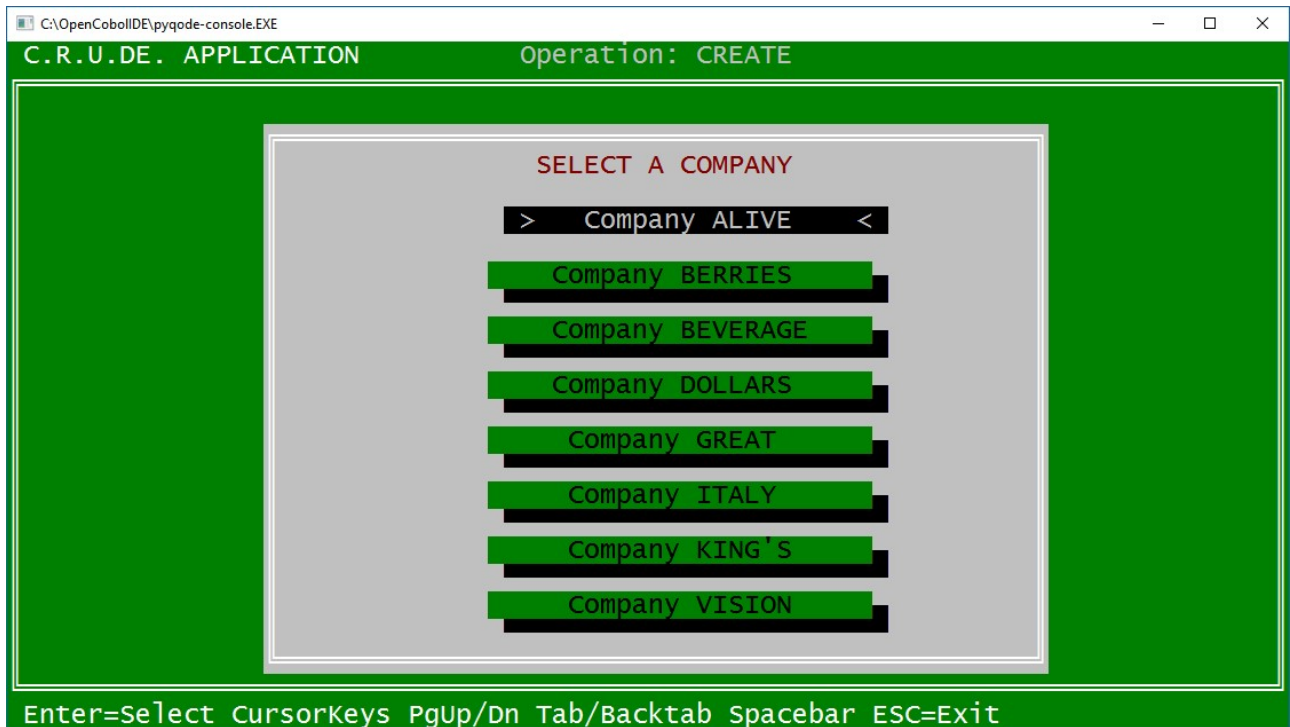 C:\OpenCobolIDE\pyqode-console.EXE
C.R.U.DE. APPLICATION Operation: CREATE
SELECT A COMPANY
> Company ALIVE <
Company BERRIES
Company BEVERAGE
Company DOLLARS
Company GREAT
Company ITALY
Company KING'S
Company VISION
Enter=Select CursorKeys PgUp/Dn Tab/Backtab Spacebar ESC=Exit